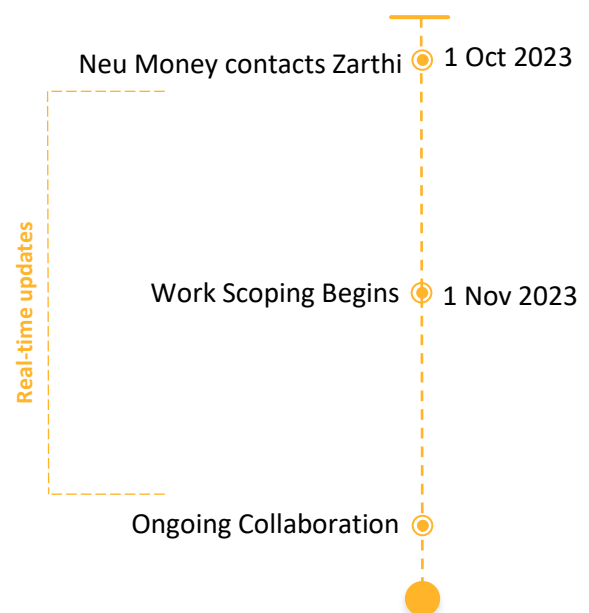 Neu Money contacts Zarthi
1 Oct 2023
Real-time updates
Work Scoping Begins
1 Nov 2023
Ongoing Collaboration